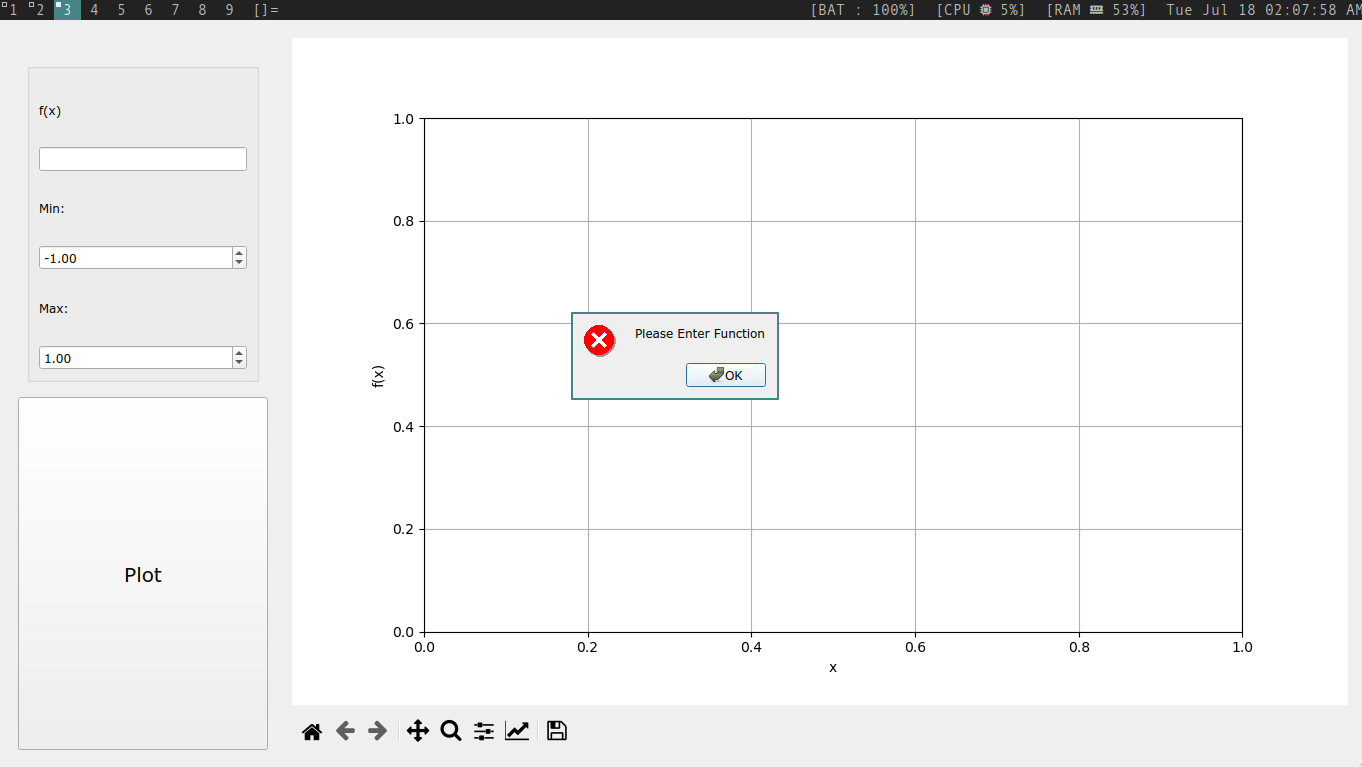 1 2 3 4 5 6 7 8 9 []= [BAT : 100%] [CPU 5%] [RAM 53%] Tue Jul 18 02:07:58 AM
f(x)
Min:
-1.00
Max:
1.00
Plot
1.0
0.8
0.6
0.4
0.2
0.0
f(x)
Please Enter Function
OK
0.0 0.2 0.4 0.6 0.8 1.0
x